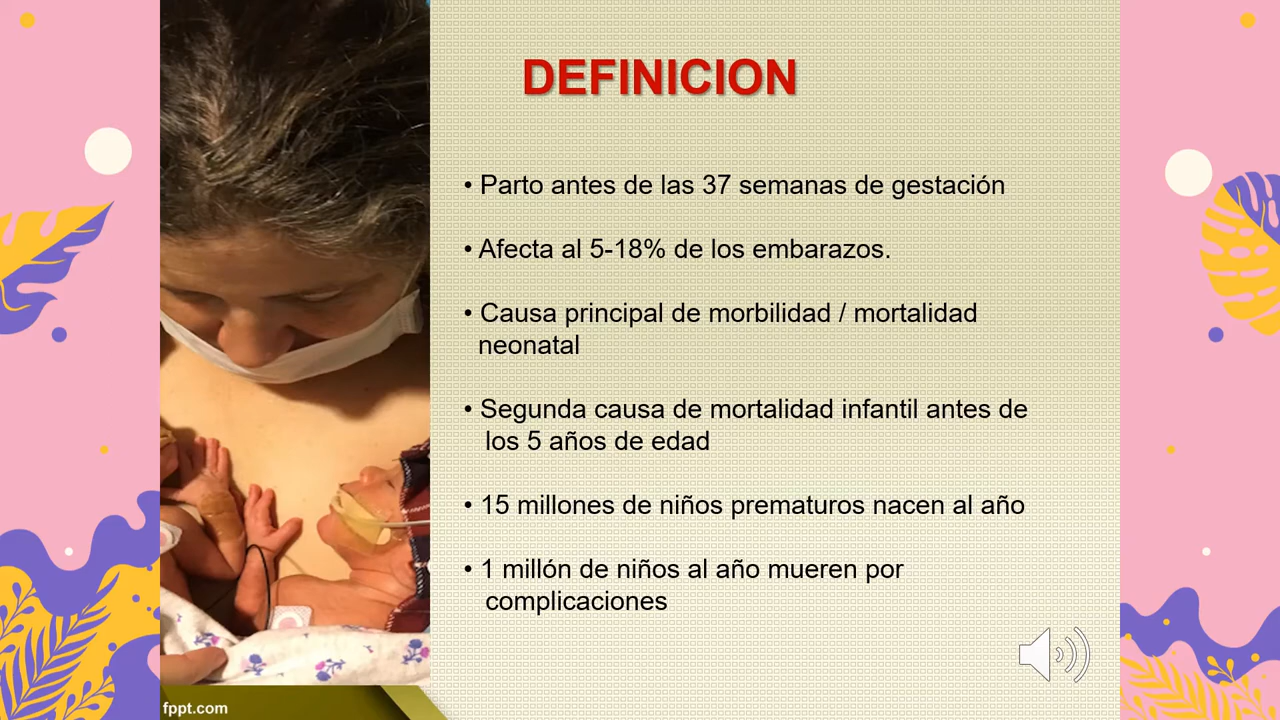 DEFINICION
• Parto antes de las 37 semanas de gestación
• Afecta al 5-18% de los embarazos.
• Causa principal de morbilidad / mortalidad
neonatal
• Segunda causa de mortalidad infantil antes de
los 5 años de edad
• 15 millones de niños prematuros nacen al año
• 1 millón de niños al año mueren por
complicaciones
fppt.com